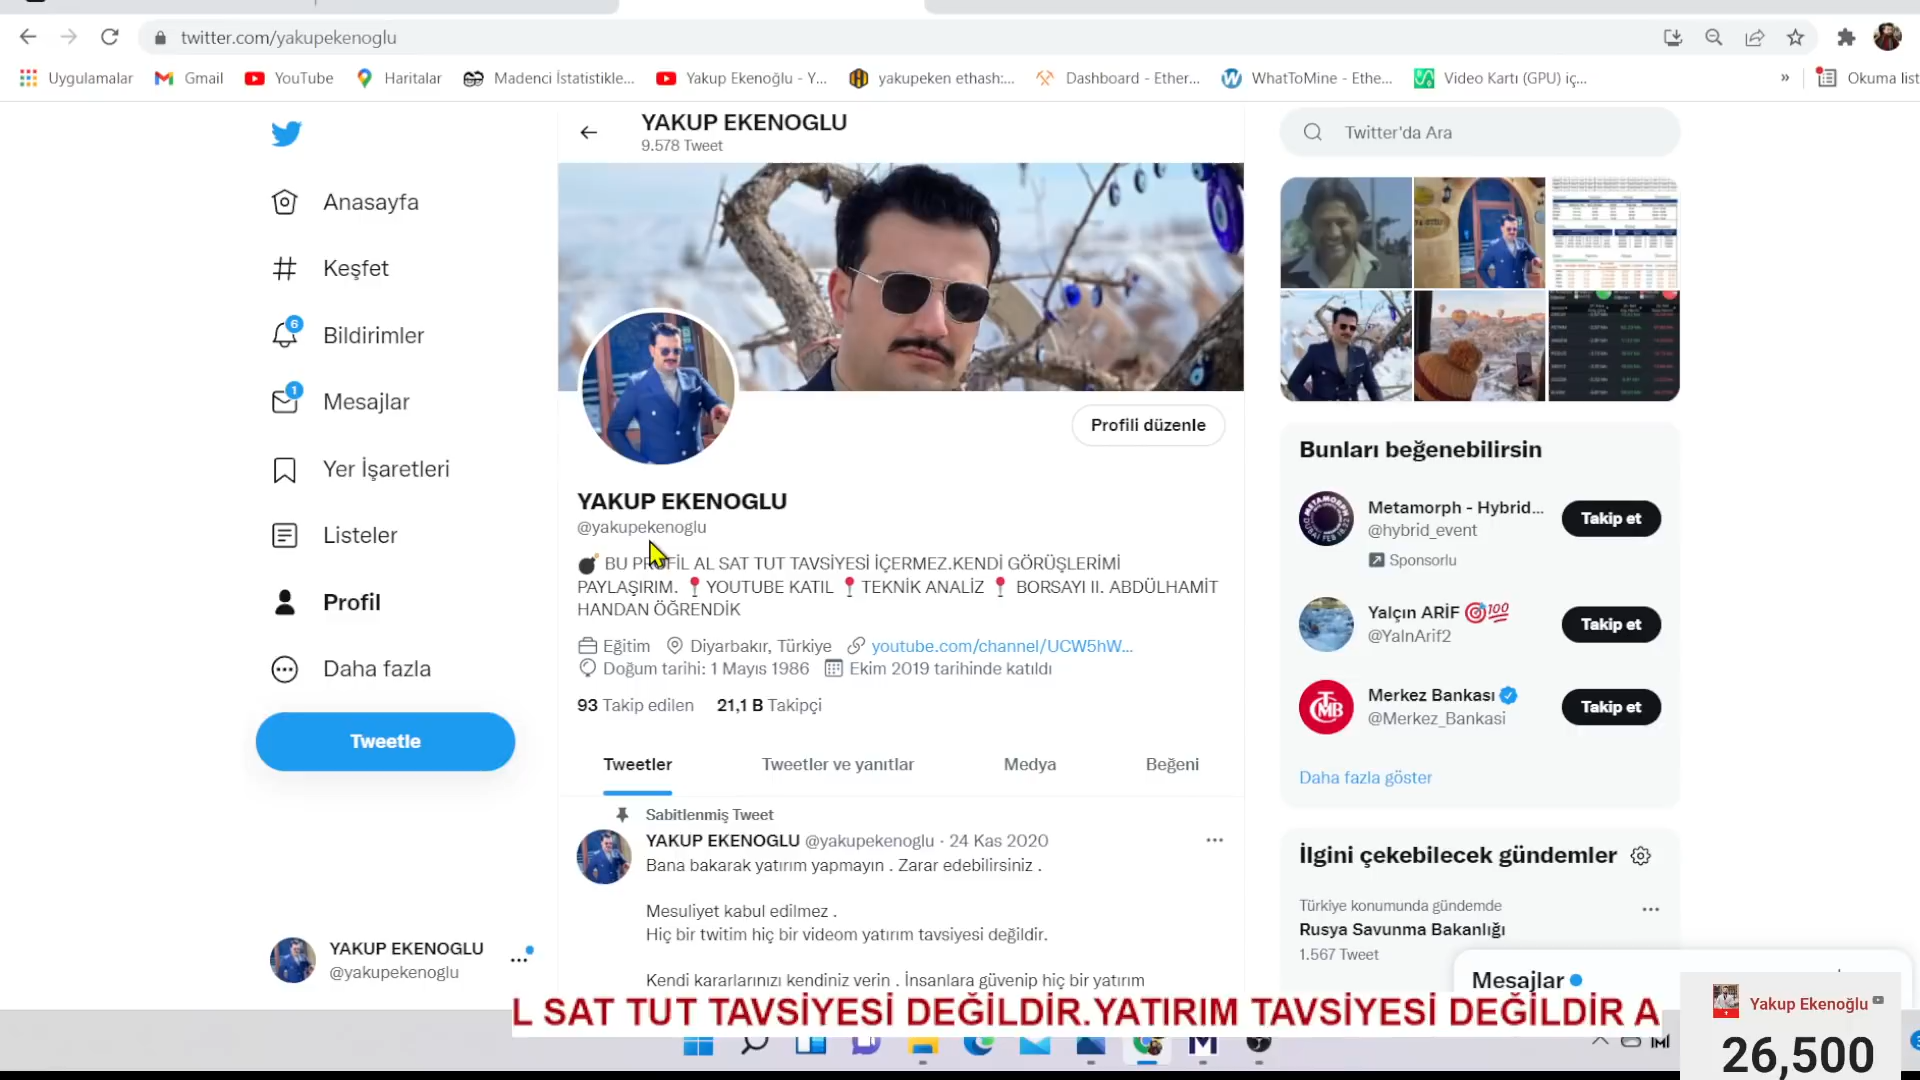 twitter.com/yakupekenoglu
Uygulamalar
Gmail
YouTube
Haritalar
Madenci İstatistikle...
Yakup Ekenoğlu - Y...
yakupeken ethash:...
Dashboard - Ether...
WhatToMine - Ethe...
Video Kartı (GPU) iç...
»
Okuma list
Anasayfa
Keşfet
6
Bildirimler
1
Mesajlar
Yer İşaretleri
Listeler
Profil
Daha fazla
Tweetle
YAKUP EKENOGLU
@yakupekenoglu
YAKUP EKENOGLU
9.578 Tweet
Profili düzenle
YAKUP EKENOGLU
@yakupekenoglu
BU PROFİL AL SAT TUT TAVSİYESİ İÇERMEZ.KENDİ GÖRÜŞLERİMİ
PAYLAŞIRIM. 📍YOUTUBE KATIL 📍TEKNİK ANALİZ 📍 BORSAYI II. ABDÜLHAMİT
HANDAN ÖĞRENDİK
Eğitim Diyarbakır, Türkiye youtube.com/channel/UCW5hW...
Doğum tarihi: 1 Mayıs 1986 Ekim 2019 tarihinde katıldı
93 Takip edilen 21,1 B Takipçi
Tweetler Tweetler ve yanıtlar Medya Beğeni
Sabitlenmiş Tweet
YAKUP EKENOGLU @yakupekenoglu · 24 Kas 2020
Bana bakarak yatırım yapmayın . Zarar edebilirsiniz .
Mesuliyet kabul edilmez .
Hiç bir twitim hiç bir videom yatırım tavsiyesi değildir.
Kendi kararlarınızı kendiniz verin . İnsanlara güvenip hiç bir yatırım
Twitter'da Ara
Bunları beğenebilirsin
Metamorph - Hybrid...
@hybrid_event
Takip et
Sponsorlu
Yalçın ARİF 🎯💯
@YalnArif2
Takip et
Merkez Bankası
@Merkez_Bankasi
Takip et
Daha fazla göster
İlgini çekebilecek gündemler
Türkiye konumunda gündemde
Rusya Savunma Bakanlığı
1.567 Tweet
Mesajlar
L SAT TUT TAVSİYESİ DEĞİLDİR.YATIRIM TAVSİYESİ DEĞİLDİR A
Yakup Ekenoğlu
26,500